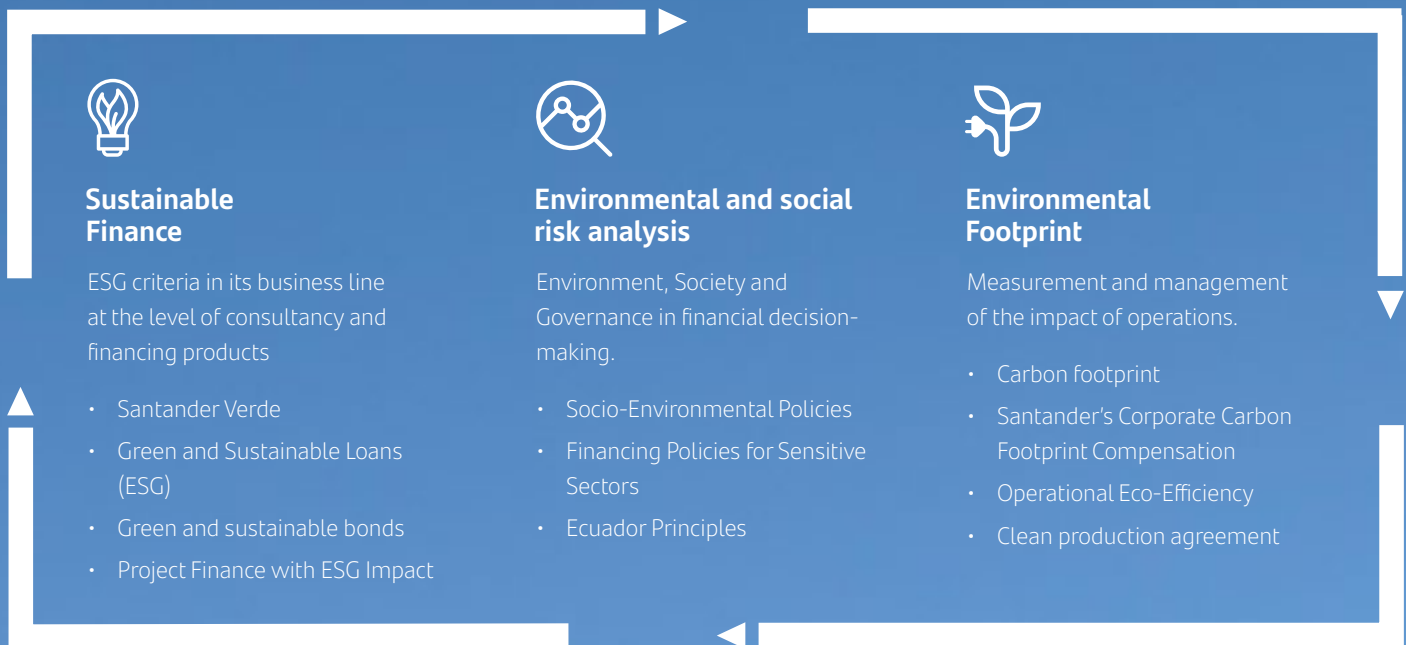 Sustainable
Finance
ESG criteria in its business line
at the level of consultancy and
financing products
• Santander Verde
• Green and Sustainable Loans
(ESG)
• Green and sustainable bonds
• Project Finance with ESG Impact
Environmental and social
risk analysis
Environment, Society and
Governance in financial decision-
making.
• Socio-Environmental Policies
• Financing Policies for Sensitive
Sectors
• Ecuador Principles
Environmental
Footprint
Measurement and management
of the impact of operations.
• Carbon footprint
• Santander’s Corporate Carbon
Footprint Compensation
• Operational Eco-Efficiency
• Clean production agreement